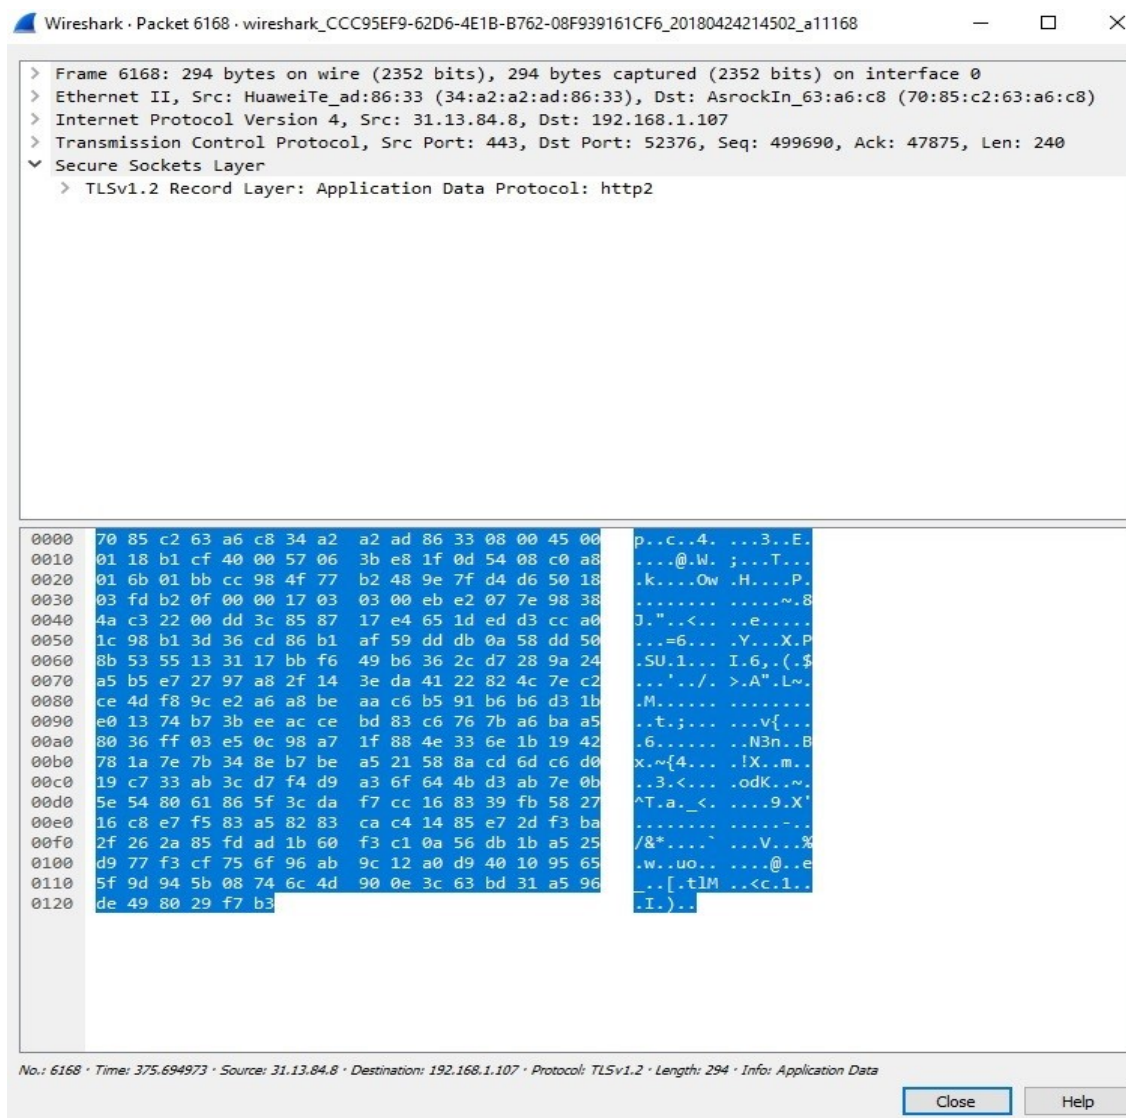 Wireshark · Packet 6168 · wireshark_CCC95EF9-62D6-4E1B-B762-08F939161CF6_20180424214502_a11168
Frame 6168: 294 bytes on wire (2352 bits), 294 bytes captured (2352 bits) on interface 0
Ethernet II, Src: HuaweiTe_ad:86:33 (34:a2:a2:ad:86:33), Dst: AsrockIn_63:a6:c8 (70:85:c2:63:a6:c8)
Internet Protocol Version 4, Src: 31.13.84.8, Dst: 192.168.1.107
Transmission Control Protocol, Src Port: 443, Dst Port: 52376, Seq: 499690, Ack: 47875, Len: 240
Secure Sockets Layer
TLSv1.2 Record Layer: Application Data Protocol: http2
0000 70 85 c2 63 a6 c8 34 a2 a2 ad 86 33 08 00 45 00 p..c..4. ...3..E.
0010 01 18 b1 cf 40 00 57 06 3b e8 1f 0d 54 08 c0 a8 ....@.W. ;...T...
0020 01 6b 01 bb cc 98 4f 77 b2 48 9e 7f d4 d6 50 18 .k....Ow .H....P.
0030 03 fd b2 0f 00 00 17 03 03 00 eb e2 07 7e 98 38 ........ .....~.8
0040 4a c3 22 00 dd 3c 85 87 17 e4 65 1d ed d3 cc a0 J."..<.. ..e.....
0050 1c 98 b1 3d 36 cd 86 b1 af 59 dd db 0a 58 dd 50 ...=6... .Y...X.P
0060 8b 53 55 13 31 17 bb f6 49 b6 36 2c d7 28 9a 24 .SU.1... I.6,.(.$
0070 a5 b5 e7 27 97 a8 2f 14 3e da 41 22 82 4c 7e c2 ...'../. >.A".L~.
0080 ce 4d f8 9c e2 a6 a8 be aa c6 b5 91 b6 b6 d3 1b .M...... ........
0090 e0 13 74 b7 3b ee ac ce bd 83 c6 76 7b a6 ba a5 ..t.;... ...v{...
00a0 80 36 ff 03 e5 0c 98 a7 1f 88 4e 33 6e 1b 19 42 .6...... ..N3n..B
00b0 78 1a 7e 7b 34 8e b7 be a5 21 58 8a cd 6d c6 d0 x.~{4... .!X..m..
00c0 19 c7 33 ab 3c d7 f4 d9 a3 6f 64 4b d3 ab 7e 0b ..3.<... .odK..~.
00d0 5e 54 80 61 86 5f 3c da f7 cc 16 83 39 fb 58 27 ^T.a._<. ....9.X'
00e0 16 c8 e7 f5 83 a5 82 83 ca c4 14 85 e7 2d f3 ba ........ .....-..
00f0 2f 26 2a 85 fd ad 1b 60 f3 c1 0a 56 db 1b a5 25 /&*....` ...V...%
0100 d9 77 f3 cf 75 6f 96 ab 9c 12 a0 d9 40 10 95 65 .w..uo.. ....@..e
0110 5f 9d 94 5b 08 74 6c 4d 90 0e 3c 63 bd 31 a5 96 _..[.tlM ..<c.1..
0120 de 49 80 29 f7 b3 .I.)..
No.: 6168 · Time: 375.694973 · Source: 31.13.84.8 · Destination: 192.168.1.107 · Protocol: TLSv1.2 · Length: 294 · Info: Application Data
Close Help